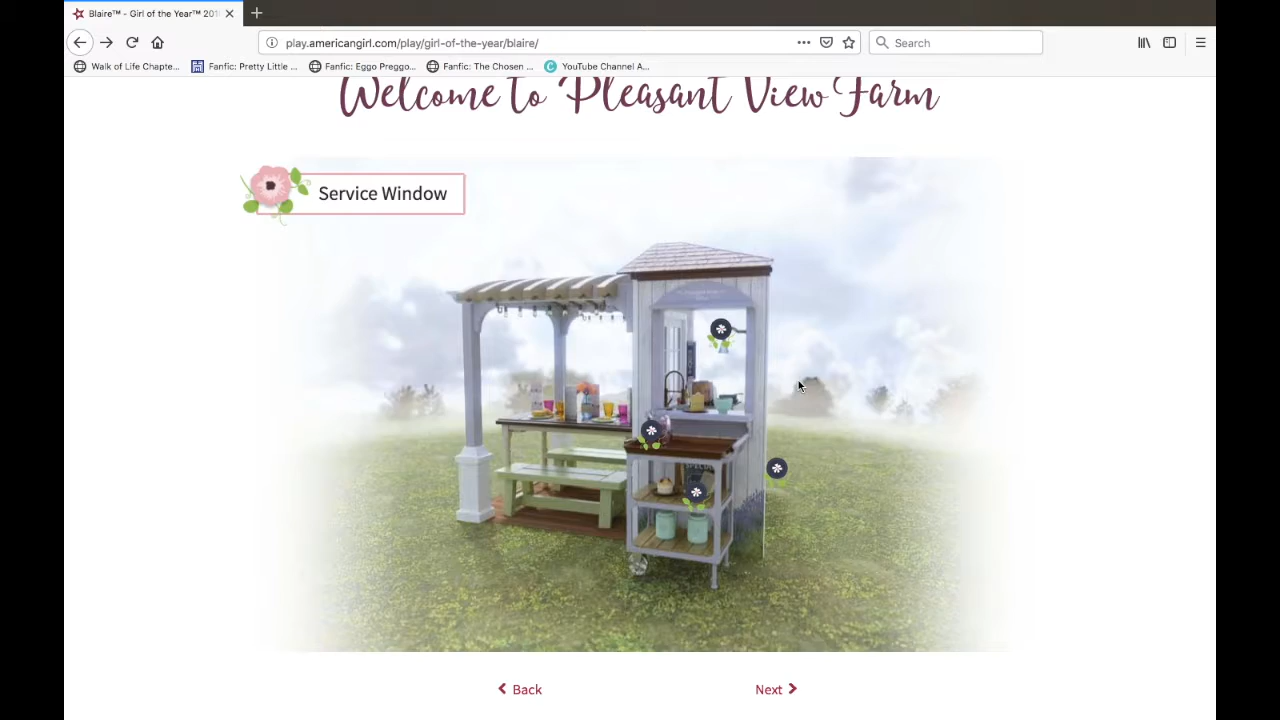 Blaire™ - Girl of the Year™ 201
play.americangirl.com/play/girl-of-the-year/blaire/
Search
Walk of Life Chapte...
Fanfic: Pretty Little ...
Fanfic: Eggo Preggo...
Fanfic: The Chosen ...
YouTube Channel A...
Welcome to Pleasant View Farm
Service Window
Back
Next